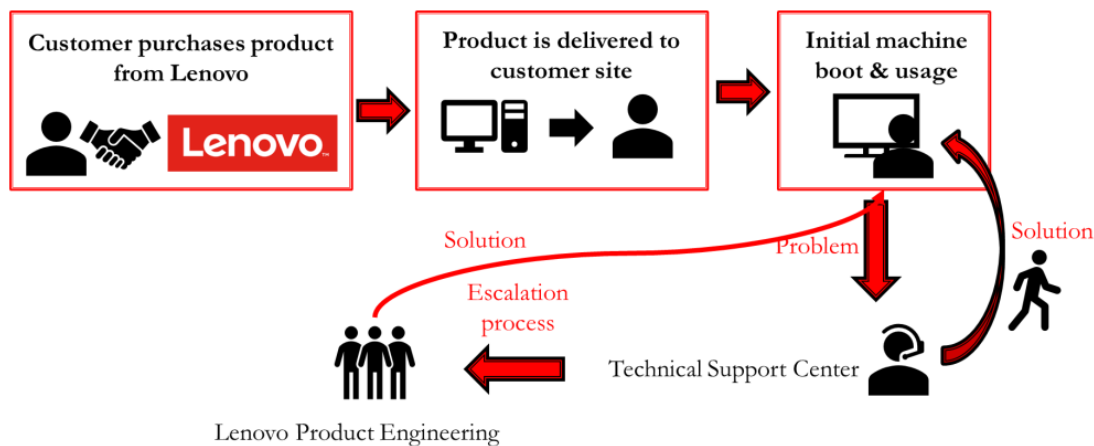 Customer purchases product
from Lenovo
Lenovo™
Product is delivered to
customer site
Initial machine
boot & usage
Solution
Problem
Solution
Escalation
process
Technical Support Center
Lenovo Product Engineering